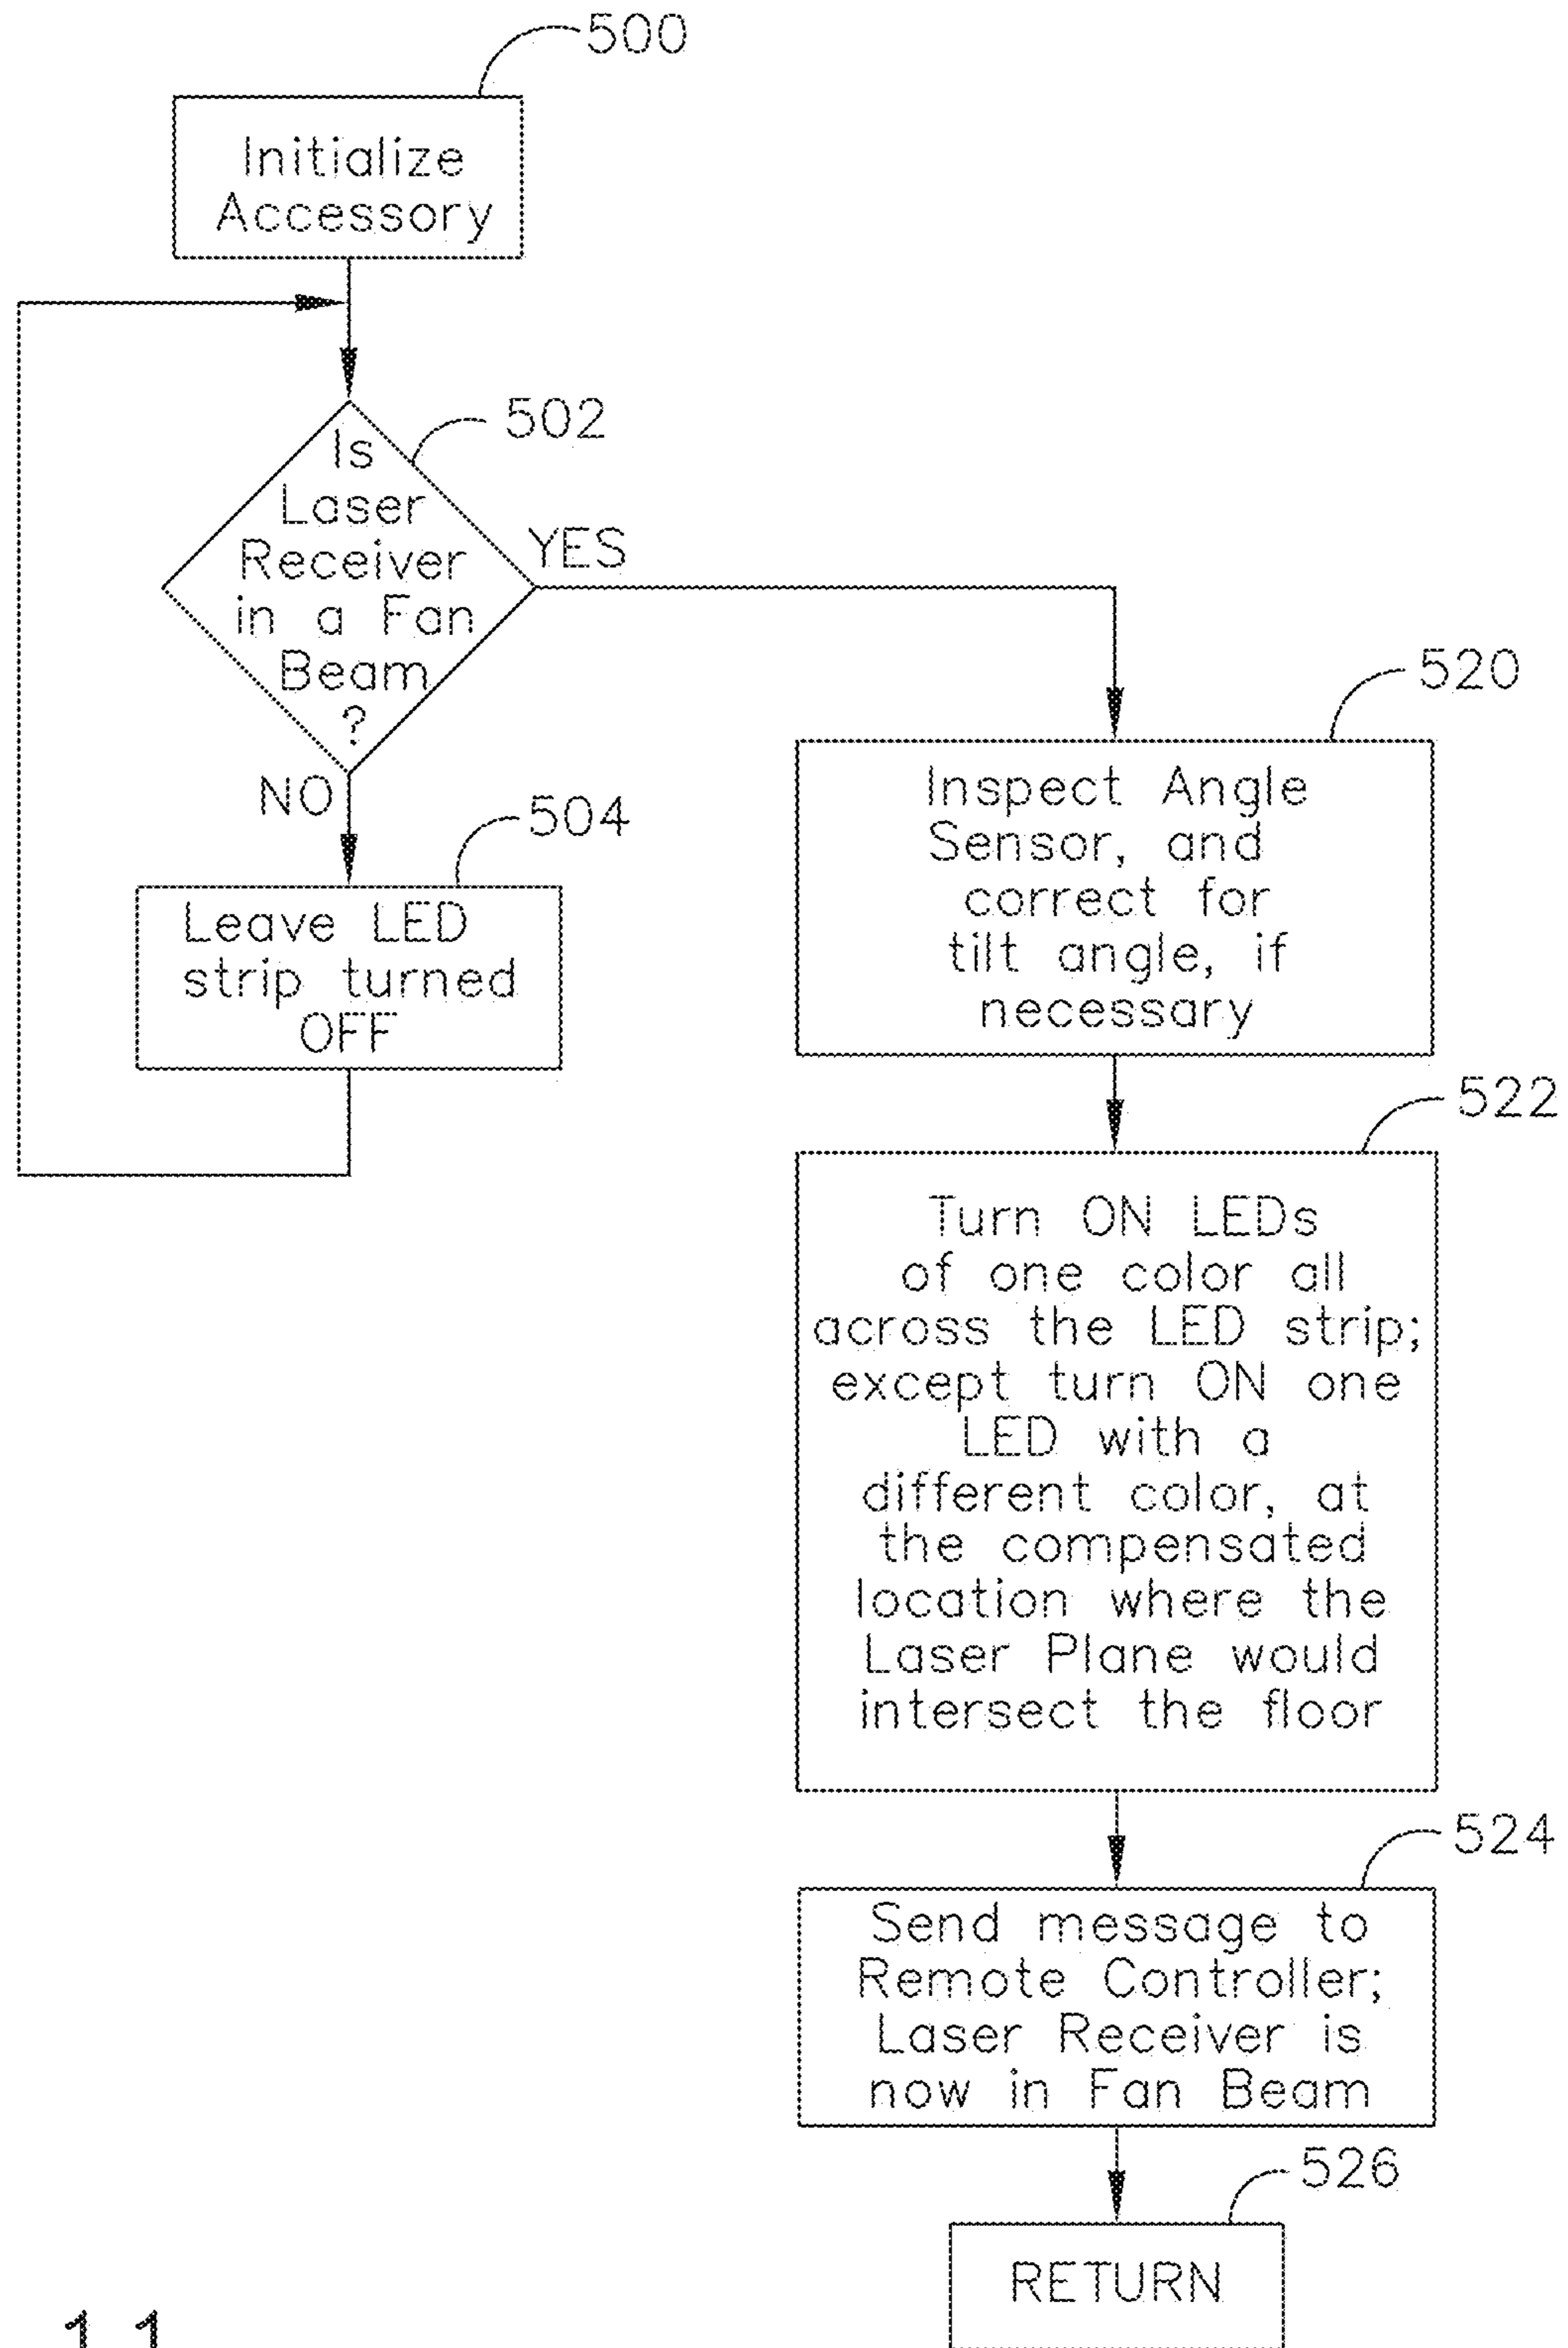 500
Initialize
Accessory
502
Is
Laser
Receiver
in a Fan
Beam
?
YES
NO
504
Leave LED
strip turned
OFF
520
Inspect Angle
Sensor, and
correct for
tilt angle, if
necessary
522
Turn ON LEDs
of one color all
across the LED strip;
except turn ON one
LED with a
different color, at
the compensated
location where the
Laser Plane would
intersect the floor
524
Send message to
Remote Controller;
Laser Receiver is
now in Fan Beam
526
RETURN
11